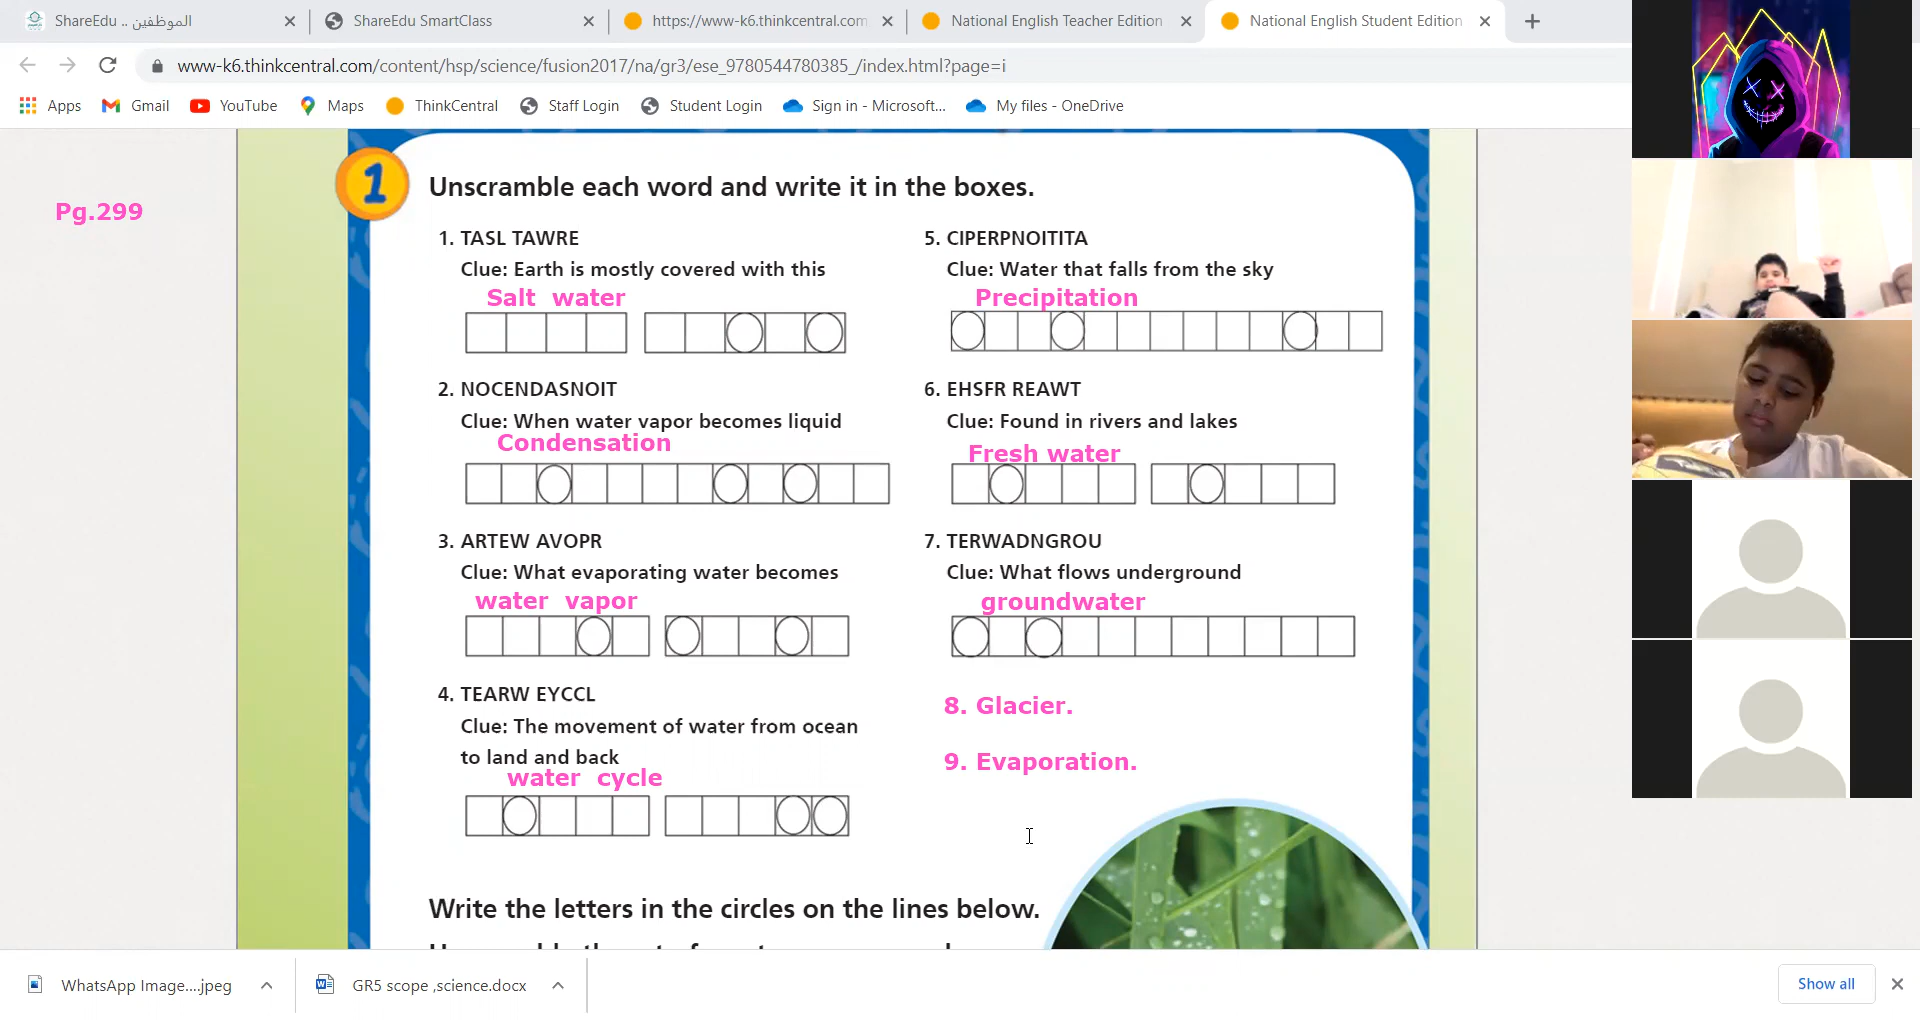 ShareEdu .. الموظفين
ShareEdu SmartClass
https://www-k6.thinkcentral.com
National English Teacher Edition
National English Student Edition
www-k6.thinkcentral.com/content/hsp/science/fusion2017/na/gr3/ese_9780544780385_/index.html?page=i
Apps Gmail YouTube Maps ThinkCentral Staff Login Student Login Sign in - Microsoft... My files - OneDrive
Pg.299
1 Unscramble each word and write it in the boxes.
1. TASL TAWRE
Clue: Earth is mostly covered with this
Salt water
2. NOCENDASNOIT
Clue: When water vapor becomes liquid
Condensation
3. ARTEW AVOPR
Clue: What evaporating water becomes
water vapor
4. TEARW EYCCL
Clue: The movement of water from ocean
to land and back
water cycle
5. CIPERPNOITITA
Clue: Water that falls from the sky
Precipitation
6. EHSFR REAWT
Clue: Found in rivers and lakes
Fresh water
7. TERWADNGROU
Clue: What flows underground
groundwater
8. Glacier.
9. Evaporation.
Write the letters in the circles on the lines below.
WhatsApp Image....jpeg
GR5 scope ,science.docx
Show all